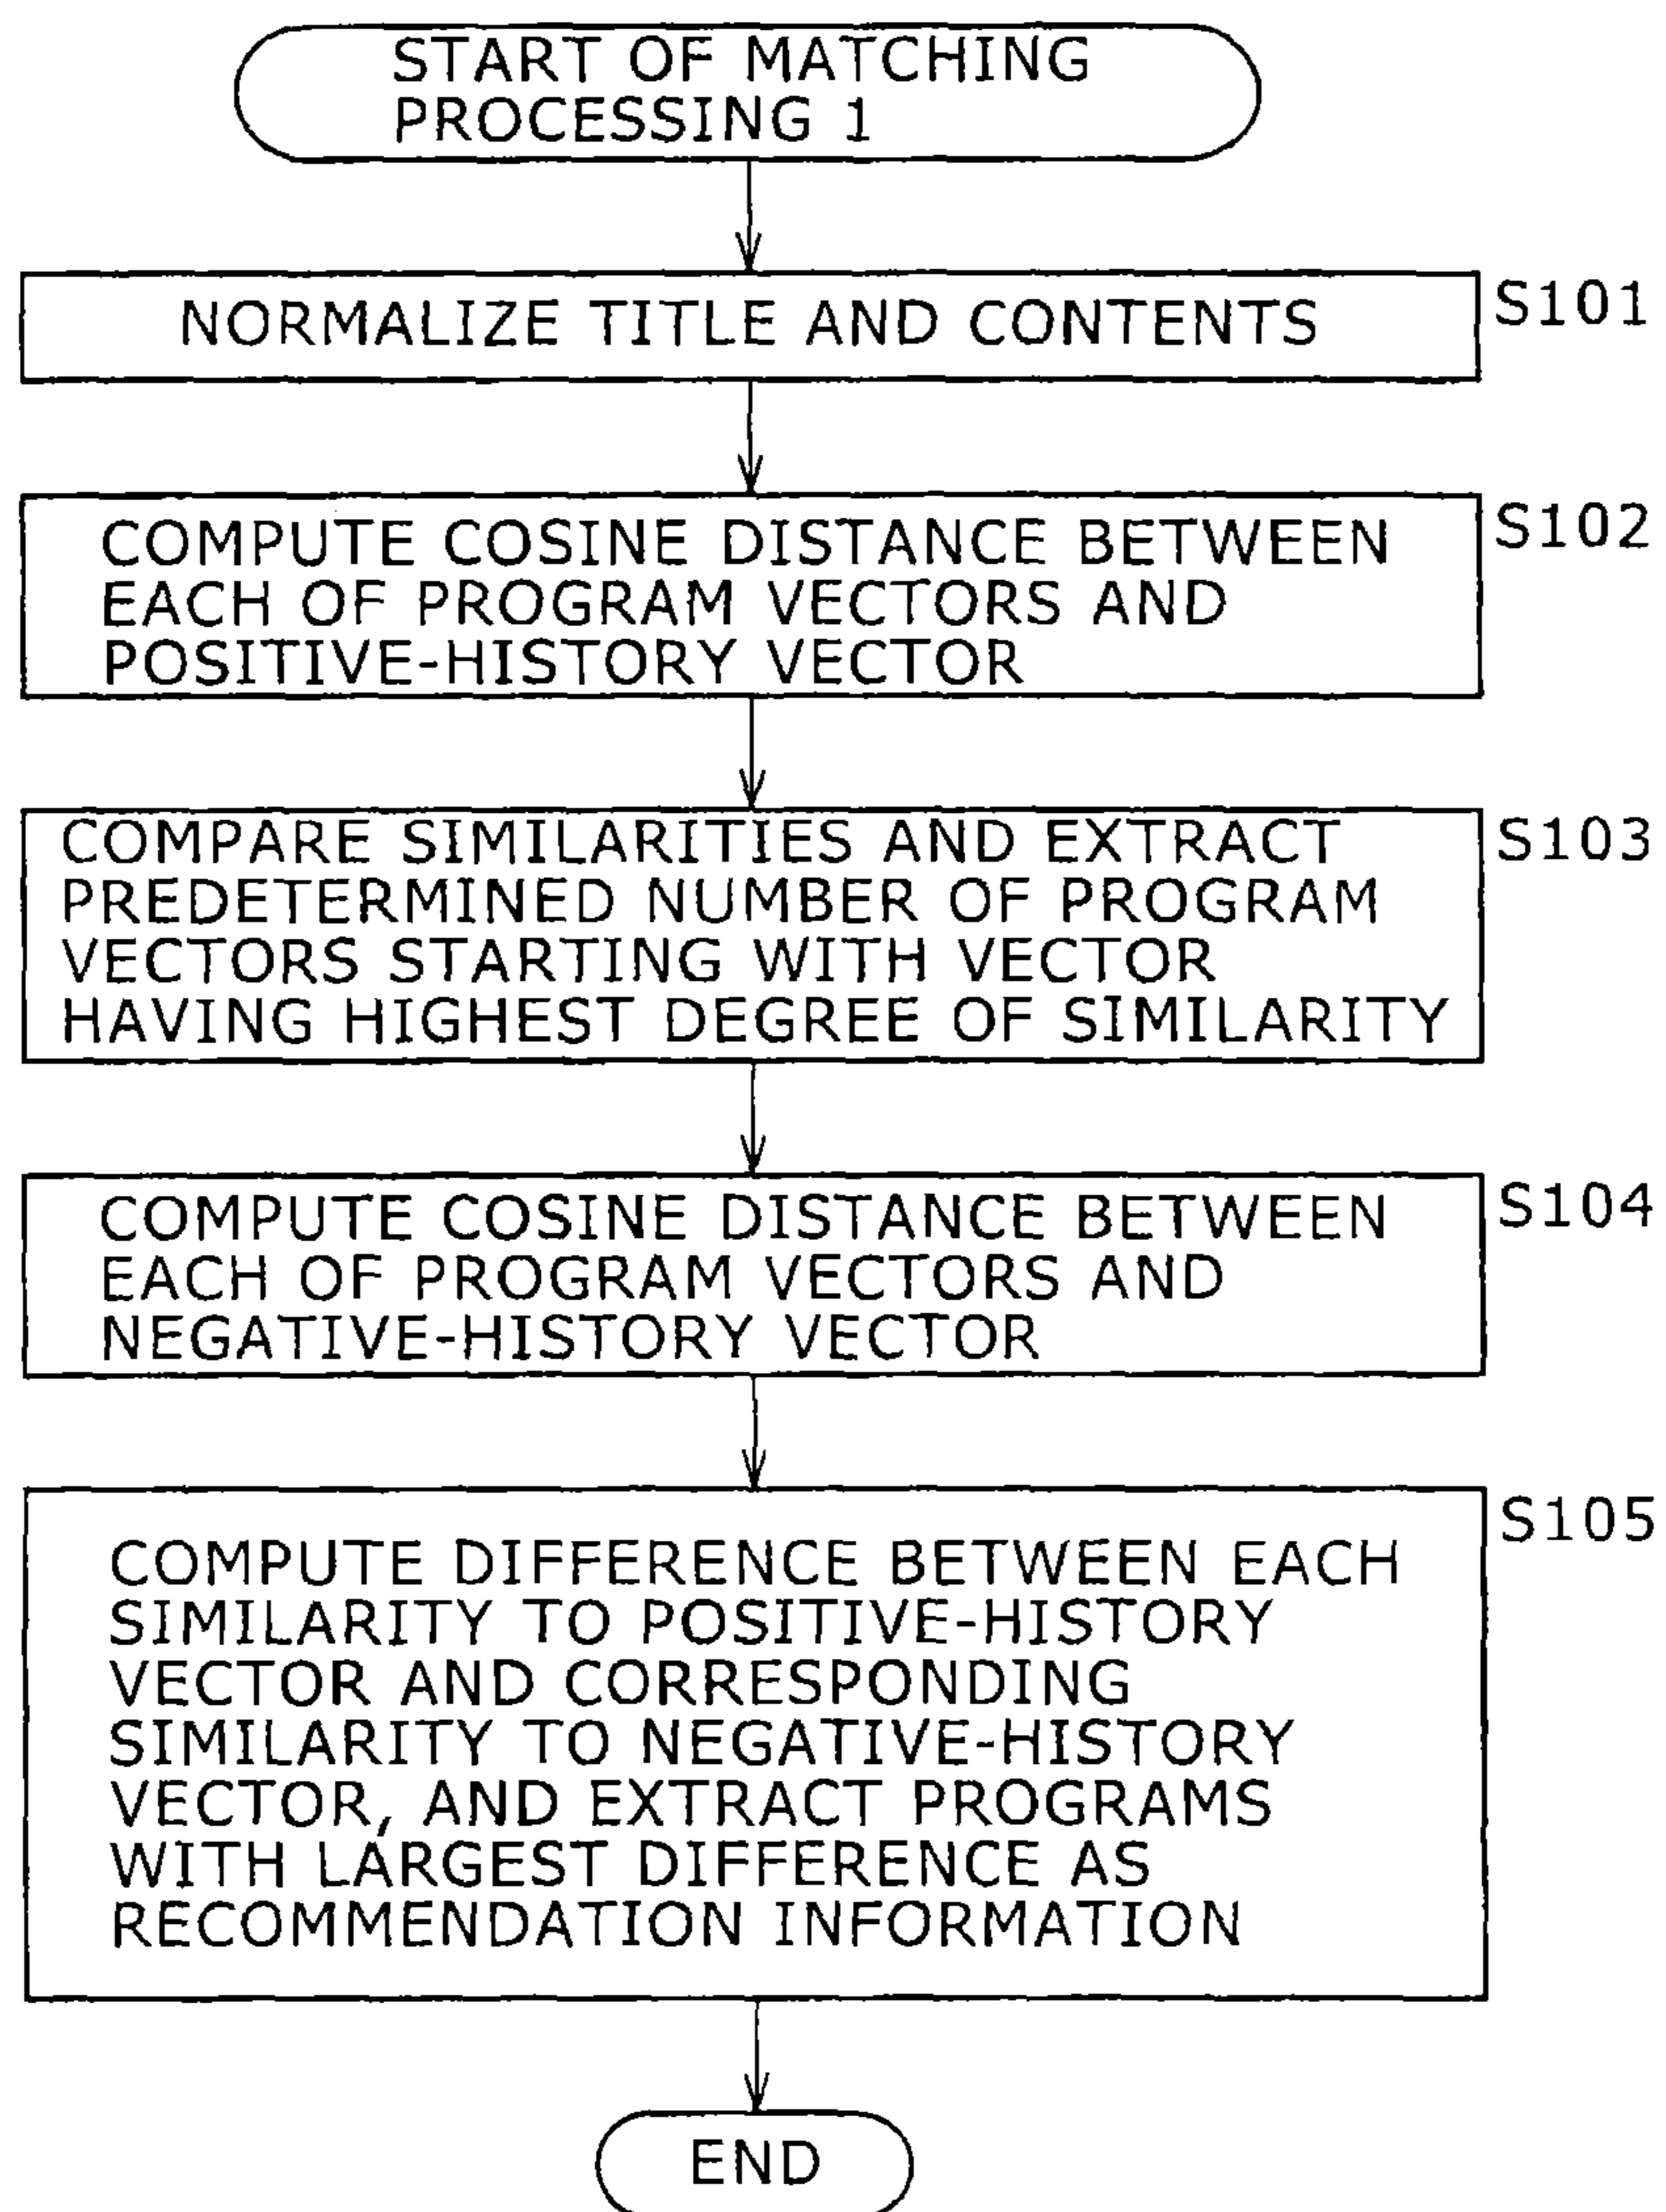 START OF MATCHING
PROCESSING 1
NORMALIZE TITLE AND CONTENTS
S101
COMPUTE COSINE DISTANCE BETWEEN
EACH OF PROGRAM VECTORS AND
POSITIVE-HISTORY VECTOR
S102
COMPARE SIMILARITIES AND EXTRACT
PREDETERMINED NUMBER OF PROGRAM
VECTORS STARTING WITH VECTOR
HAVING HIGHEST DEGREE OF SIMILARITY
S103
COMPUTE COSINE DISTANCE BETWEEN
EACH OF PROGRAM VECTORS AND
NEGATIVE-HISTORY VECTOR
S104
COMPUTE DIFFERENCE BETWEEN EACH
SIMILARITY TO POSITIVE-HISTORY
VECTOR AND CORRESPONDING
SIMILARITY TO NEGATIVE-HISTORY
VECTOR, AND EXTRACT PROGRAMS
WITH LARGEST DIFFERENCE AS
RECOMMENDATION INFORMATION
S105
END